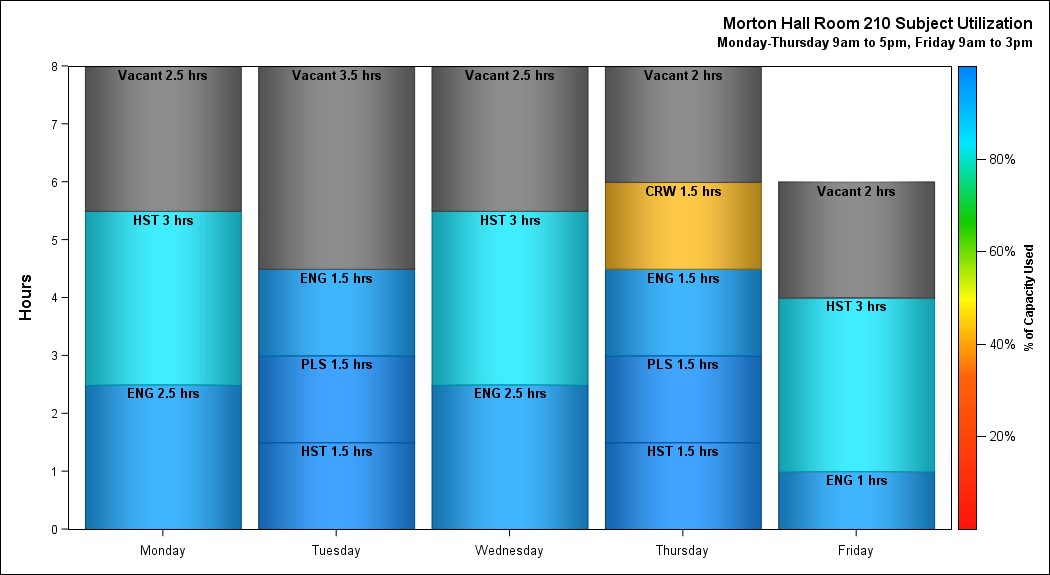 Morton Hall Room 210 Subject Utilization
Monday-Thursday 9am to 5pm, Friday 9am to 3pm
Hours
8
7
6
5
4
3
2
1
0
Vacant 2.5 hrs
HST 3 hrs
ENG 2.5 hrs
Vacant 3.5 hrs
ENG 1.5 hrs
PLS 1.5 hrs
HST 1.5 hrs
Vacant 2.5 hrs
HST 3 hrs
ENG 2.5 hrs
Vacant 2 hrs
CRW 1.5 hrs
ENG 1.5 hrs
PLS 1.5 hrs
HST 1.5 hrs
Vacant 2 hrs
HST 3 hrs
ENG 1 hrs
Monday
Tuesday
Wednesday
Thursday
Friday
80%
60%
40%
20%
% of Capacity Used